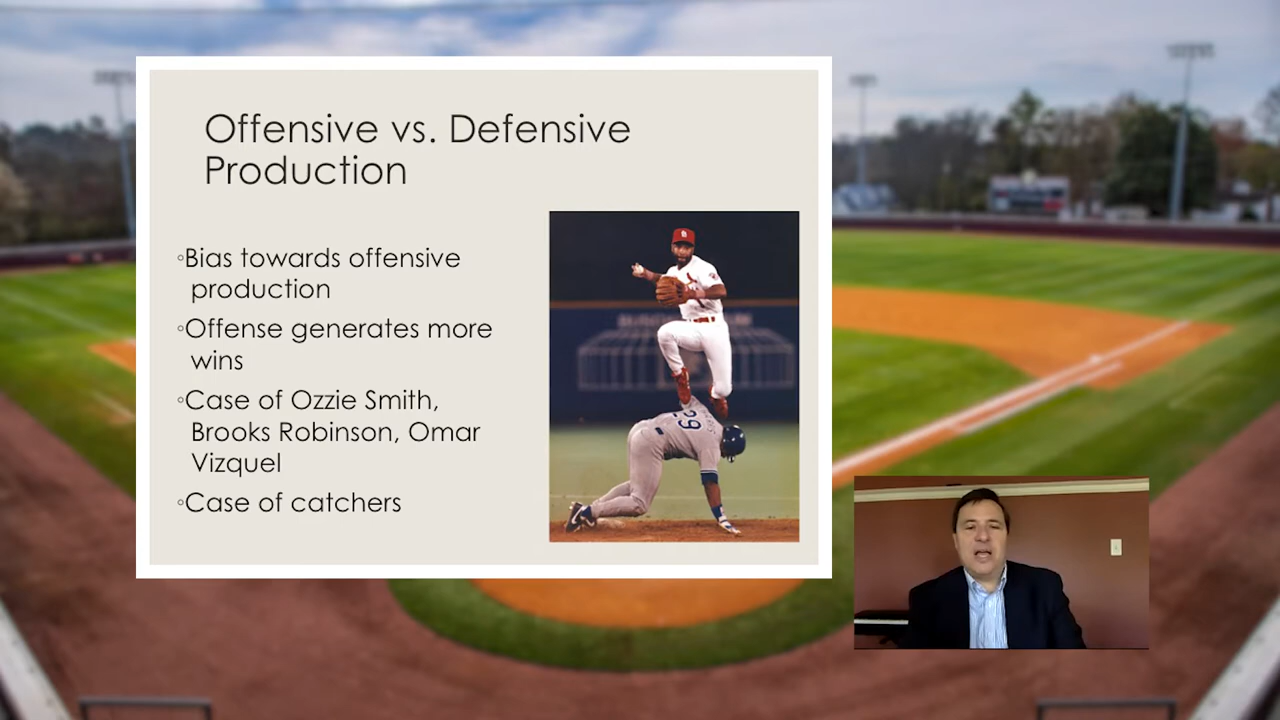 Offensive vs. Defensive
Production
◦Bias towards offensive
production
◦Offense generates more
wins
◦Case of Ozzie Smith,
Brooks Robinson, Omar
Vizquel
◦Case of catchers
29